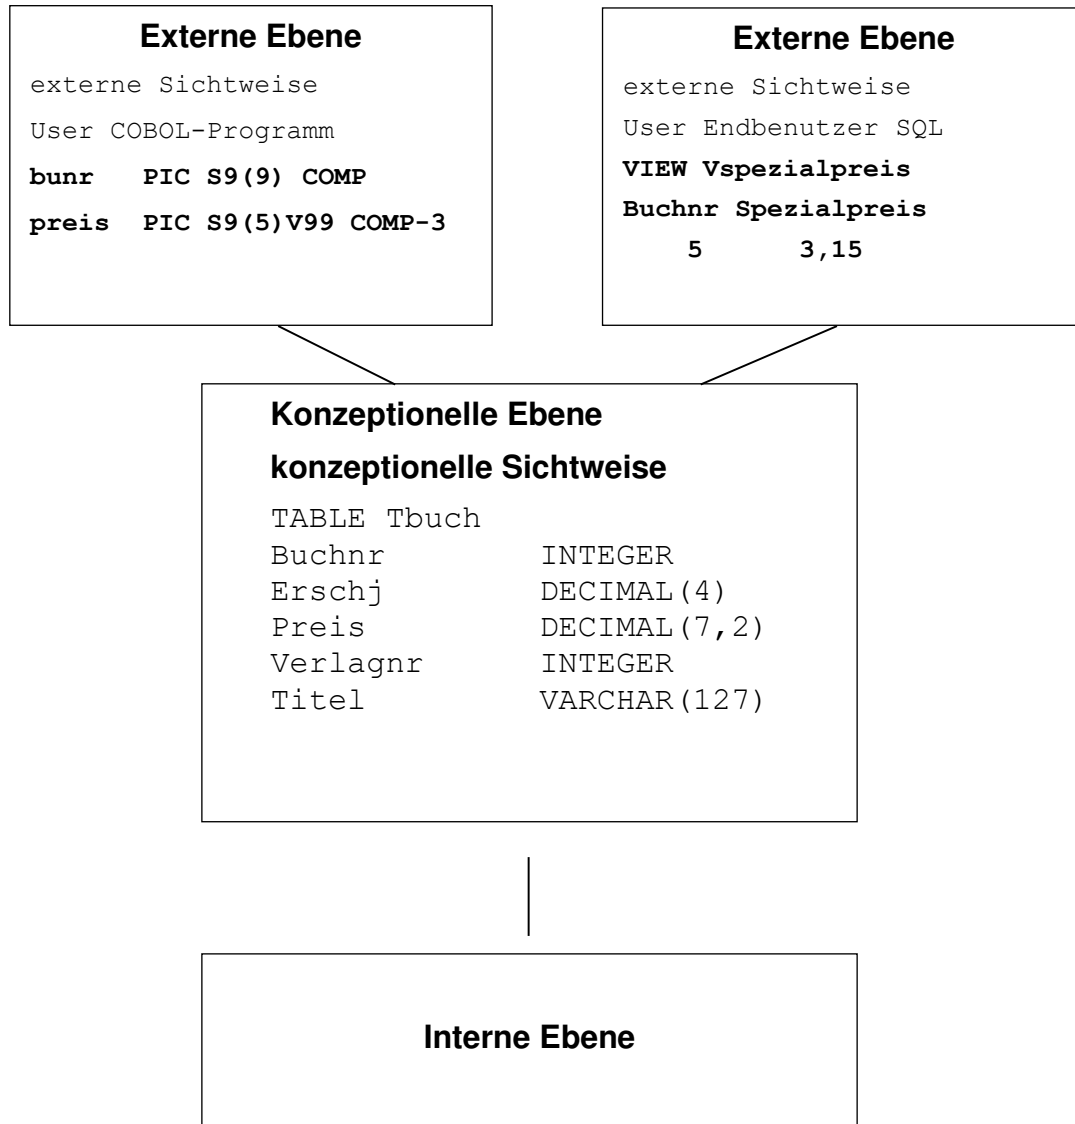 Externe Ebene
externe Sichtweise
User COBOL-Programm
bunr PIC S9(9) COMP
preis PIC S9(5)V99 COMP-3
Externe Ebene
externe Sichtweise
User Endbenutzer SQL
VIEW Vspezialpreis
Buchnr Spezialpreis
5 3,15
Konzeptionelle Ebene
konzeptionelle Sichtweise
TABLE Tbuch
Buchnr INTEGER
Erschj DECIMAL(4)
Preis DECIMAL(7,2)
Verlagnr INTEGER
Titel VARCHAR(127)
Interne Ebene